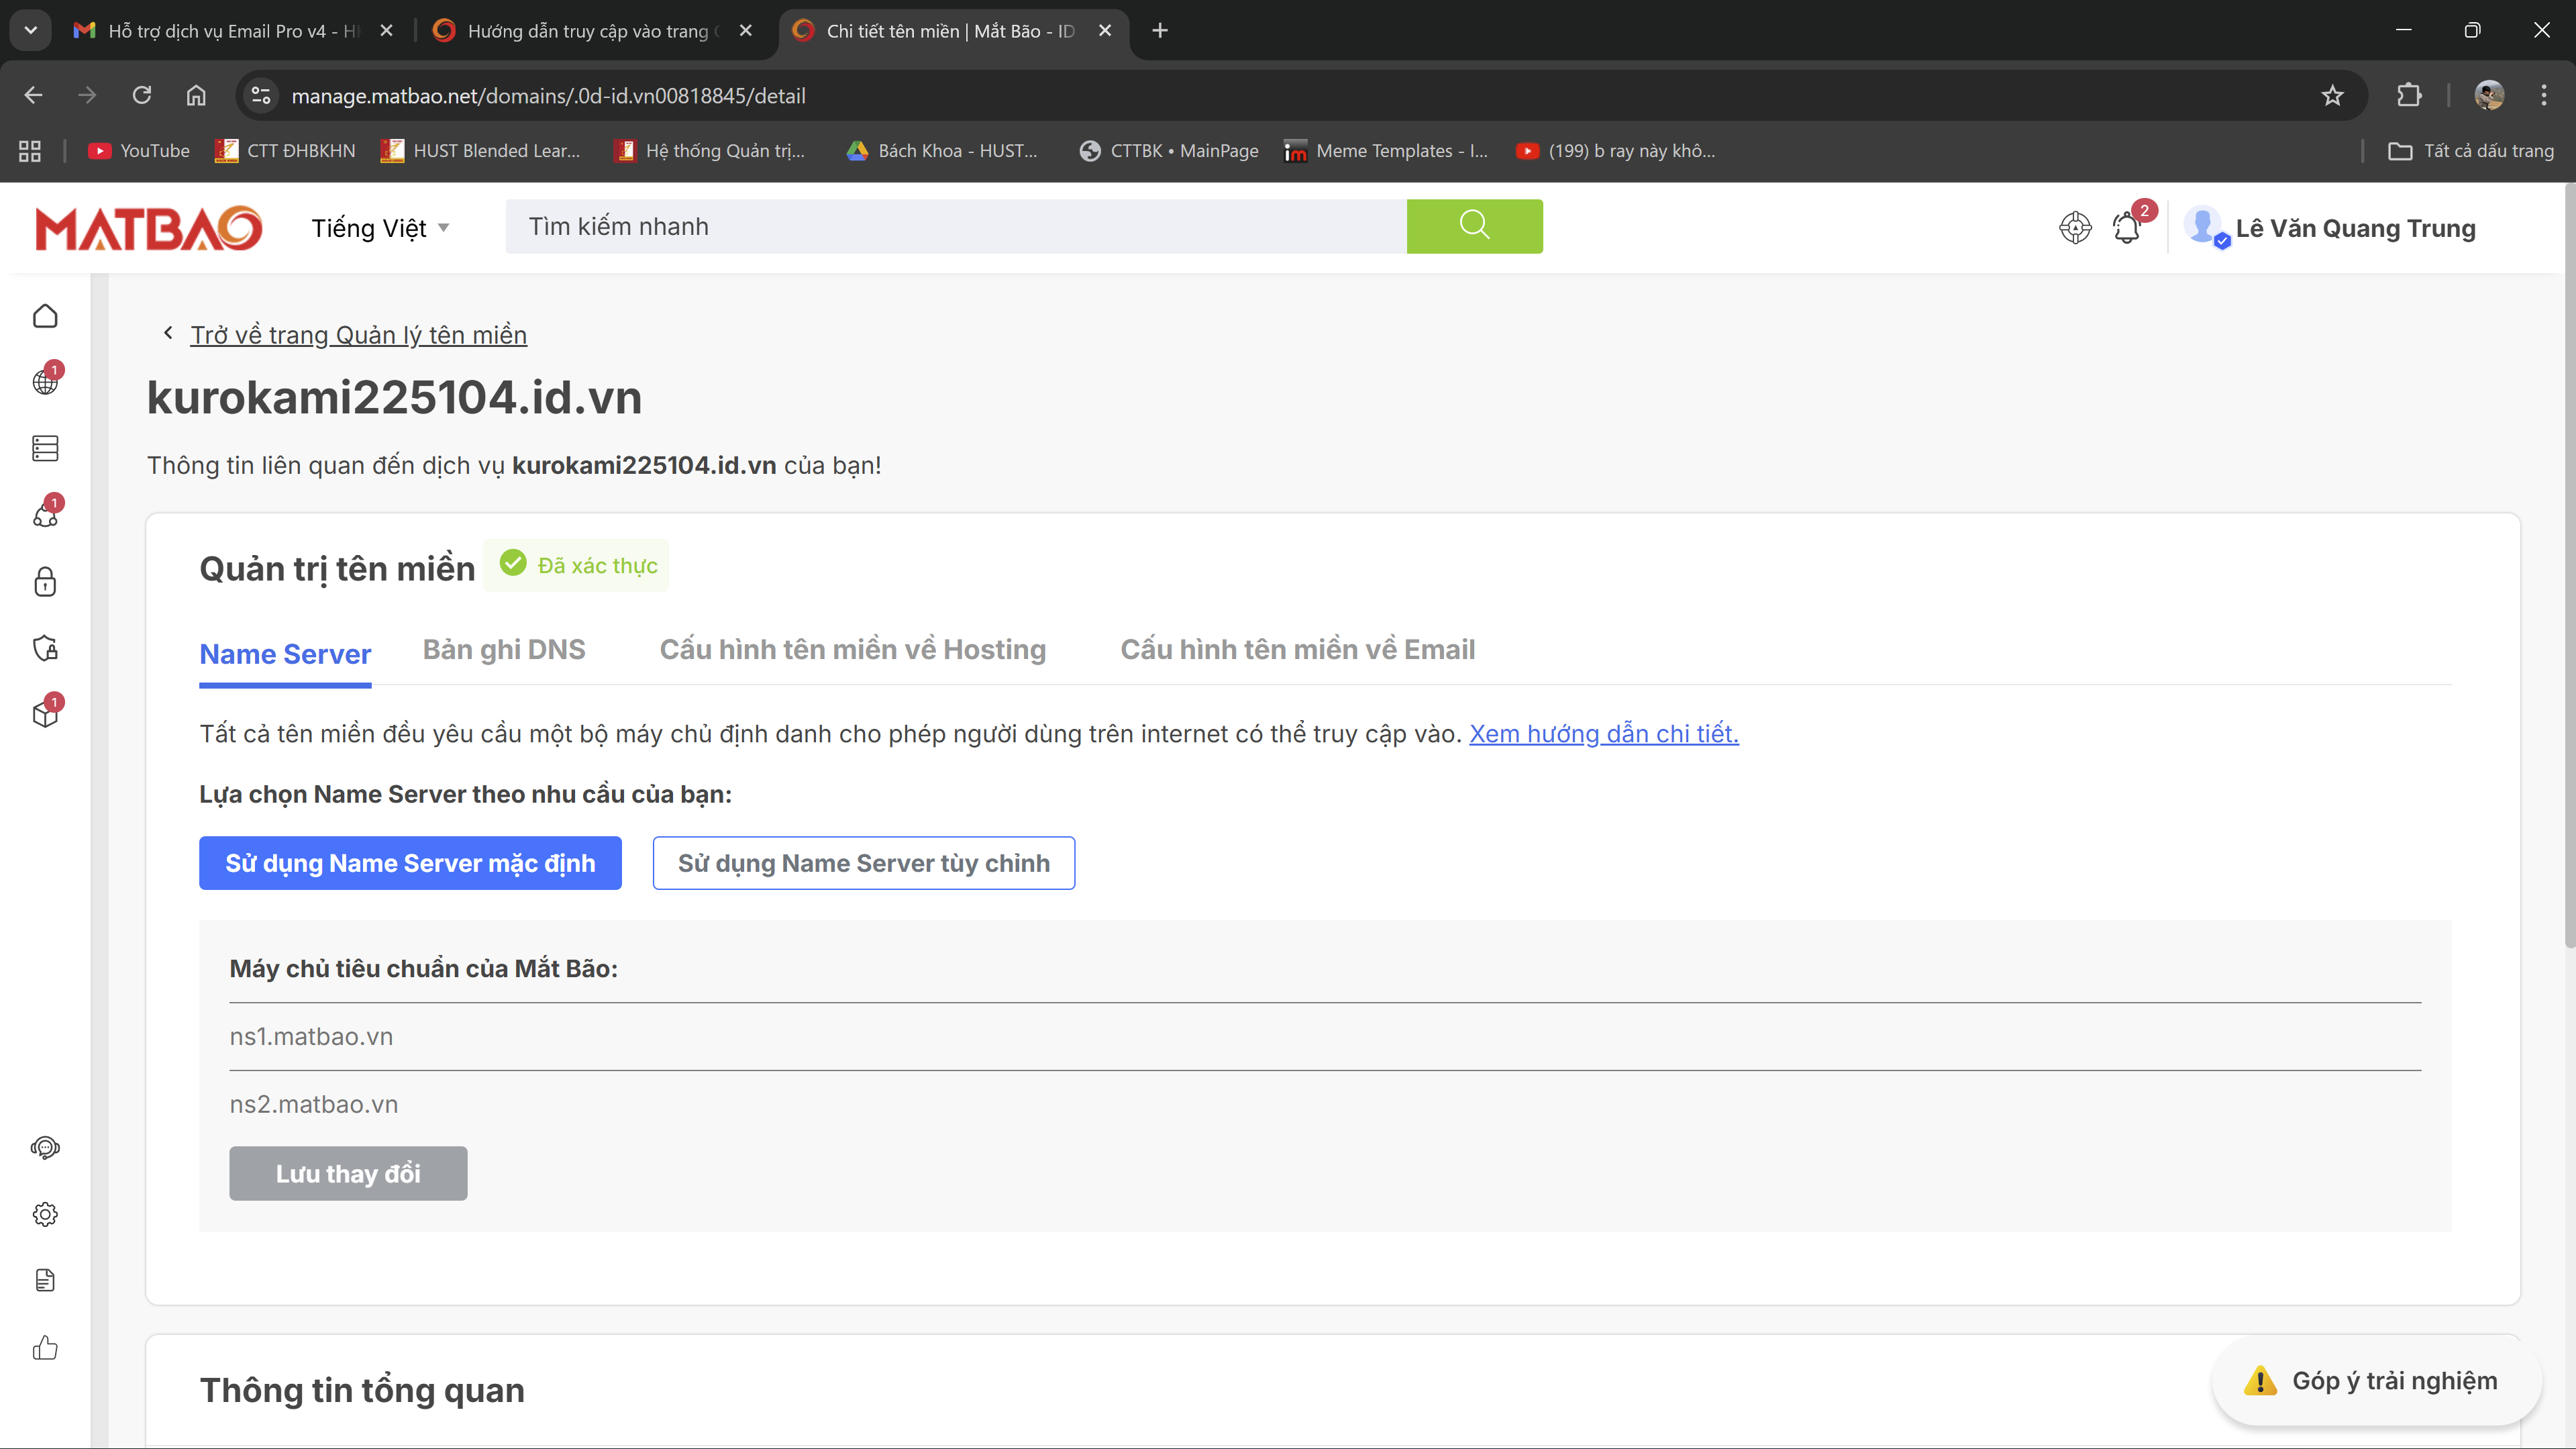 Hỗ trợ dịch vụ Email Pro v4 - H
Hướng dẫn truy cập vào trang
Chi tiết tên miền | Mắt Bão - ID
manage.matbao.net/domains/.0d-id.vn00818845/detail
YouTube
CTT ĐHBKHN
HUST Blended Lear...
Hệ thống Quản trị...
Bách Khoa - HUST...
CTTBK • MainPage
Meme Templates - I...
(199) b ray này khô...
Tất cả dấu trang
MATBAO
Tiếng Việt
Tìm kiếm nhanh
2
Lê Văn Quang Trung
1
1
1
Trở về trang Quản lý tên miền
kurokami225104.id.vn
Thông tin liên quan đến dịch vụ kurokami225104.id.vn của bạn!
Quản trị tên miền
Đã xác thực
Name Server
Bản ghi DNS
Cấu hình tên miền về Hosting
Cấu hình tên miền về Email
Tất cả tên miền đều yêu cầu một bộ máy chủ định danh cho phép người dùng trên internet có thể truy cập vào. Xem hướng dẫn chi tiết.
Lựa chọn Name Server theo nhu cầu của bạn:
Sử dụng Name Server mặc định
Sử dụng Name Server tùy chỉnh
Máy chủ tiêu chuẩn của Mắt Bão:
ns1.matbao.vn
ns2.matbao.vn
Lưu thay đổi
Thông tin tổng quan
Góp ý trải nghiệm